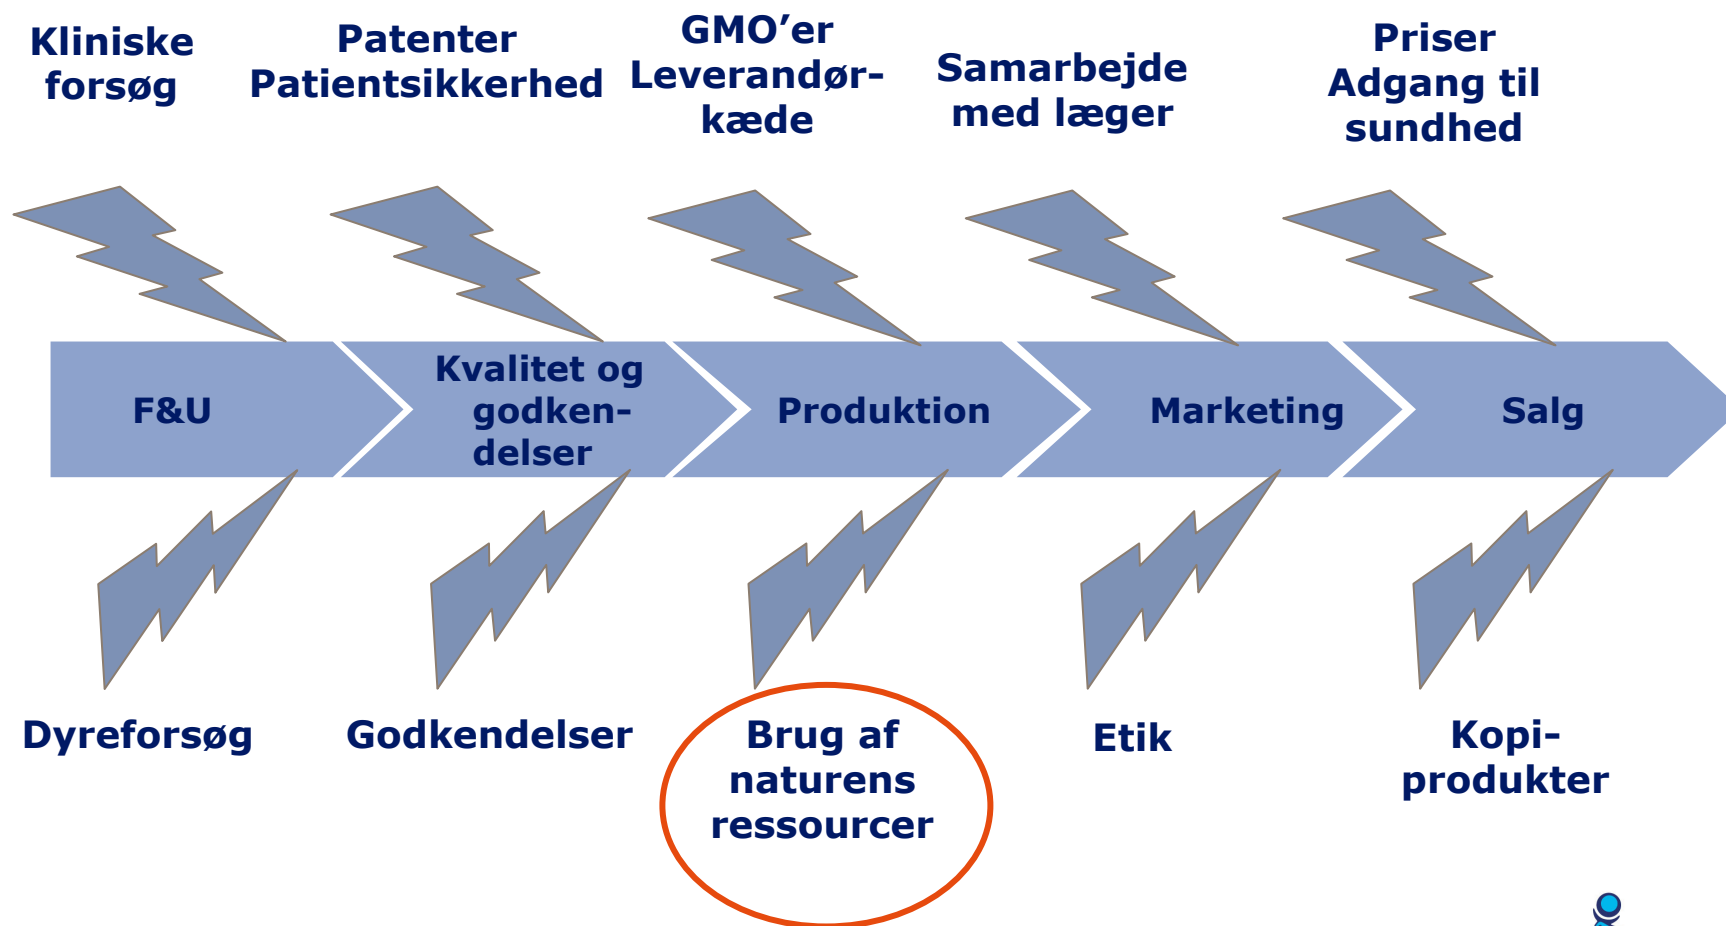 Kliniske
forsøg
Patenter
Patientsikkerhed
GMO’er
Leverandør-
kæde
Samarbejde
med læger
Priser
Adgang til
sundhed
F&U
Kvalitet og
godken-
delser
Produktion
Marketing
Salg
Dyreforsøg
Godkendelser
Brug af
naturens
ressourcer
Etik
Kopi-
produkter